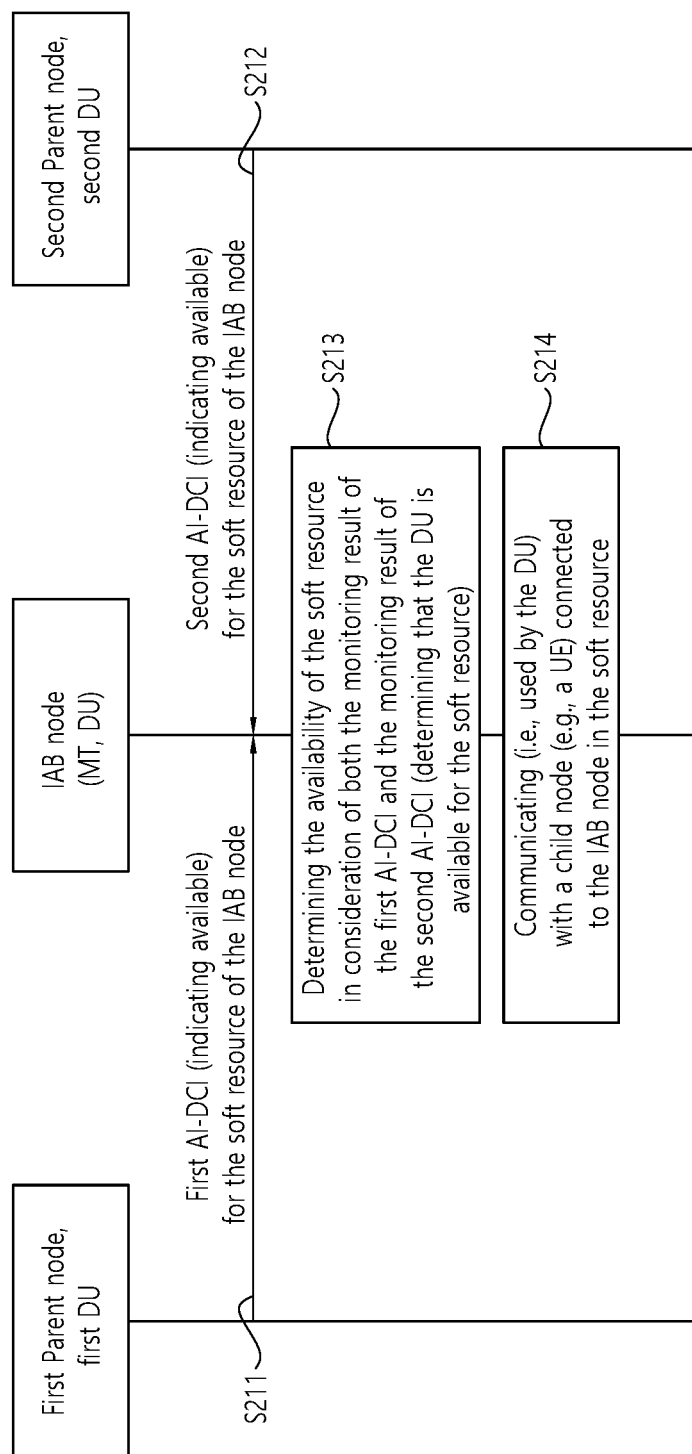 First Parent node,
first DU
IAB node
(MT, DU)
Second Parent node,
second DU
First AI-DCI (indicating available)
for the soft resource of the IAB node
S211
Second AI-DCI (indicating available)
for the soft resource of the IAB node
S212
Determining the availability of the soft resource
in consideration of both the monitoring result of
the first AI-DCI and the monitoring result of
the second AI-DCI (determining that the DU is
available for the soft resource)
S213
Communicating (i.e., used by the DU)
with a child node (e.g., a UE) connected
to the IAB node in the soft resource
S214